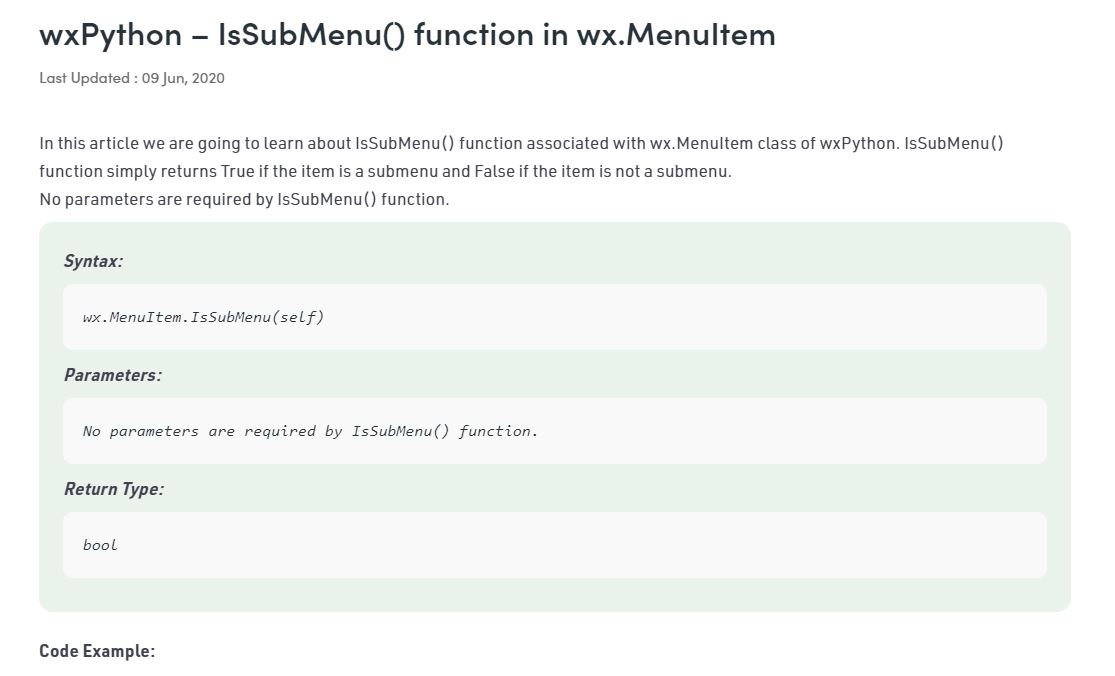 wxPython – IsSubMenu() function in wx.MenuItem
Last Updated : 09 Jun, 2020
In this article we are going to learn about IsSubMenu() function associated with wx.MenuItem class of wxPython. IsSubMenu()
function simply returns True if the item is a submenu and False if the item is not a submenu.
No parameters are required by IsSubMenu() function.
Syntax:
wx.MenuItem.IsSubMenu(self)
Parameters:
No parameters are required by IsSubMenu() function.
Return Type:
bool
Code Example: